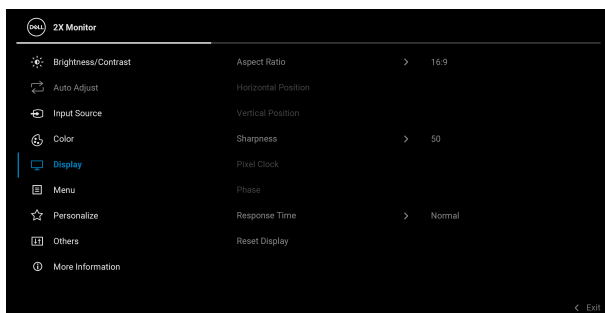 DELL 2X Monitor
Brightness/Contrast Aspect Ratio > 16:9
Auto Adjust Horizontal Position
Input Source Vertical Position
Color Sharpness > 50
Display Pixel Clock
Menu Phase
Personalize Response Time > Normal
Others Reset Display
More Information
< Exit